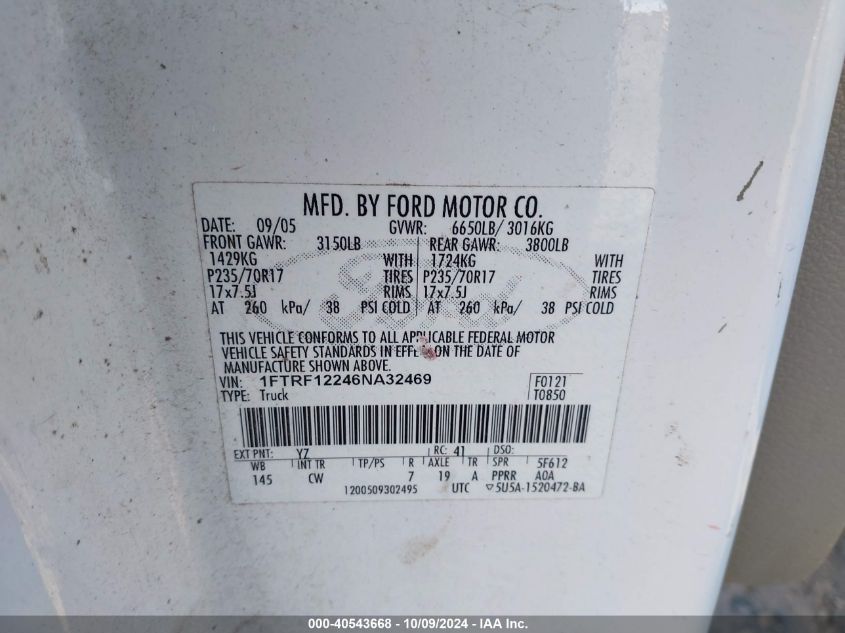 MFD. BY FORD MOTOR CO.
DATE: 09/05 GVWR: 6650LB/ 3016KG
FRONT GAWR: 3150LB REAR GAWR: 3800LB
1429KG WITH 1724KG WITH
P235/70R17 TIRES P235/70R17 TIRES
17x7.5J RIMS 17x7.5J RIMS
AT 260 kPa/ 38 PSI COLD AT 260 kPa/ 38 PSI COLD
THIS VEHICLE CONFORMS TO ALL APPLICABLE FEDERAL MOTOR
VEHICLE SAFETY STANDARDS IN EFFECT ON THE DATE OF
MANUFACTURE SHOWN ABOVE.
VIN: 1FTRF12246NA32469 F0121
TYPE: Truck T0850
EXT PNT: YZ RC: 41 DSO:
WB INT TR TP/PS R AXLE TR SPR 5F612
145 CW 7 19 A PPRR AOA
1200509302495 UTC ▽5U5A-1520472-BA
000-40543668 - 10/09/2024 - IAA Inc.